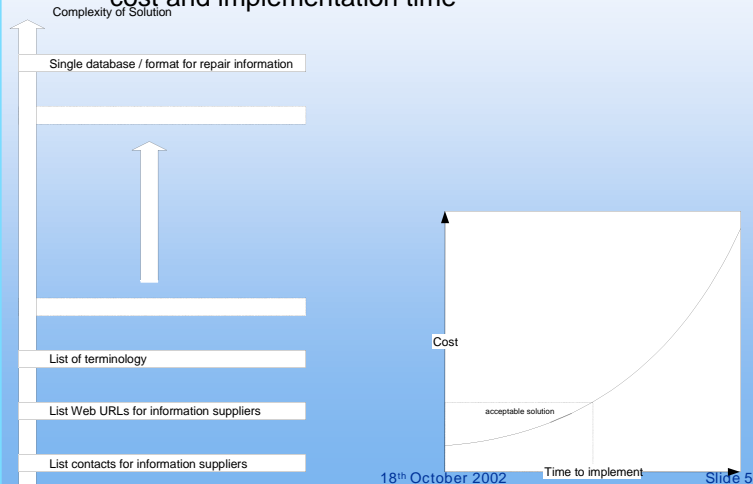 cost and implementation time
Complexity of Solution
Single database / format for repair information
List of terminology
List Web URLs for information suppliers
List contacts for information suppliers
Cost
acceptable solution
Time to implement
18th October 2002
Slide 5